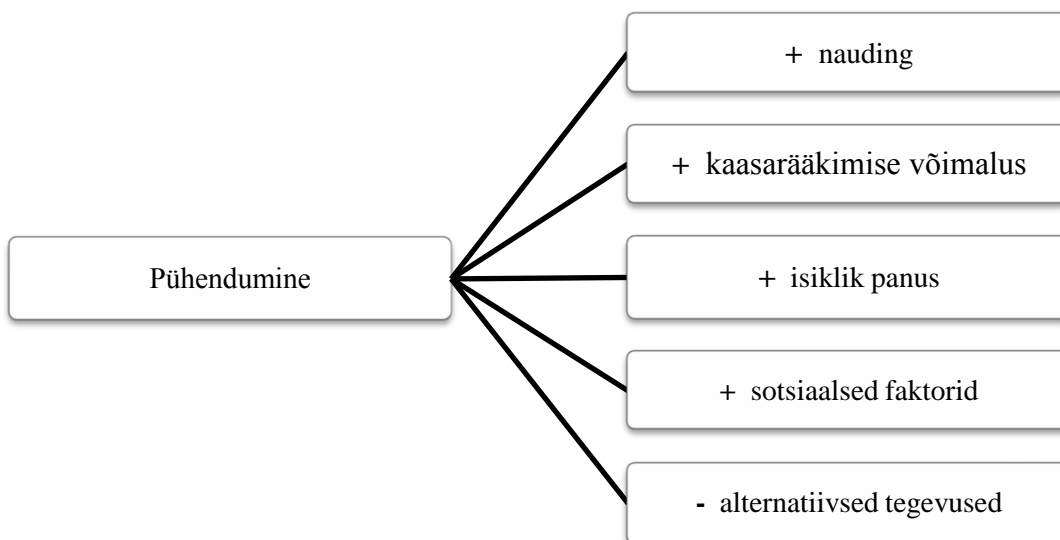 + nauding
+ kaasarääkimise võimalus
Pühendumine
+ isiklik panus
+ sotsiaalsed faktorid
- alternatiivsed tegevused